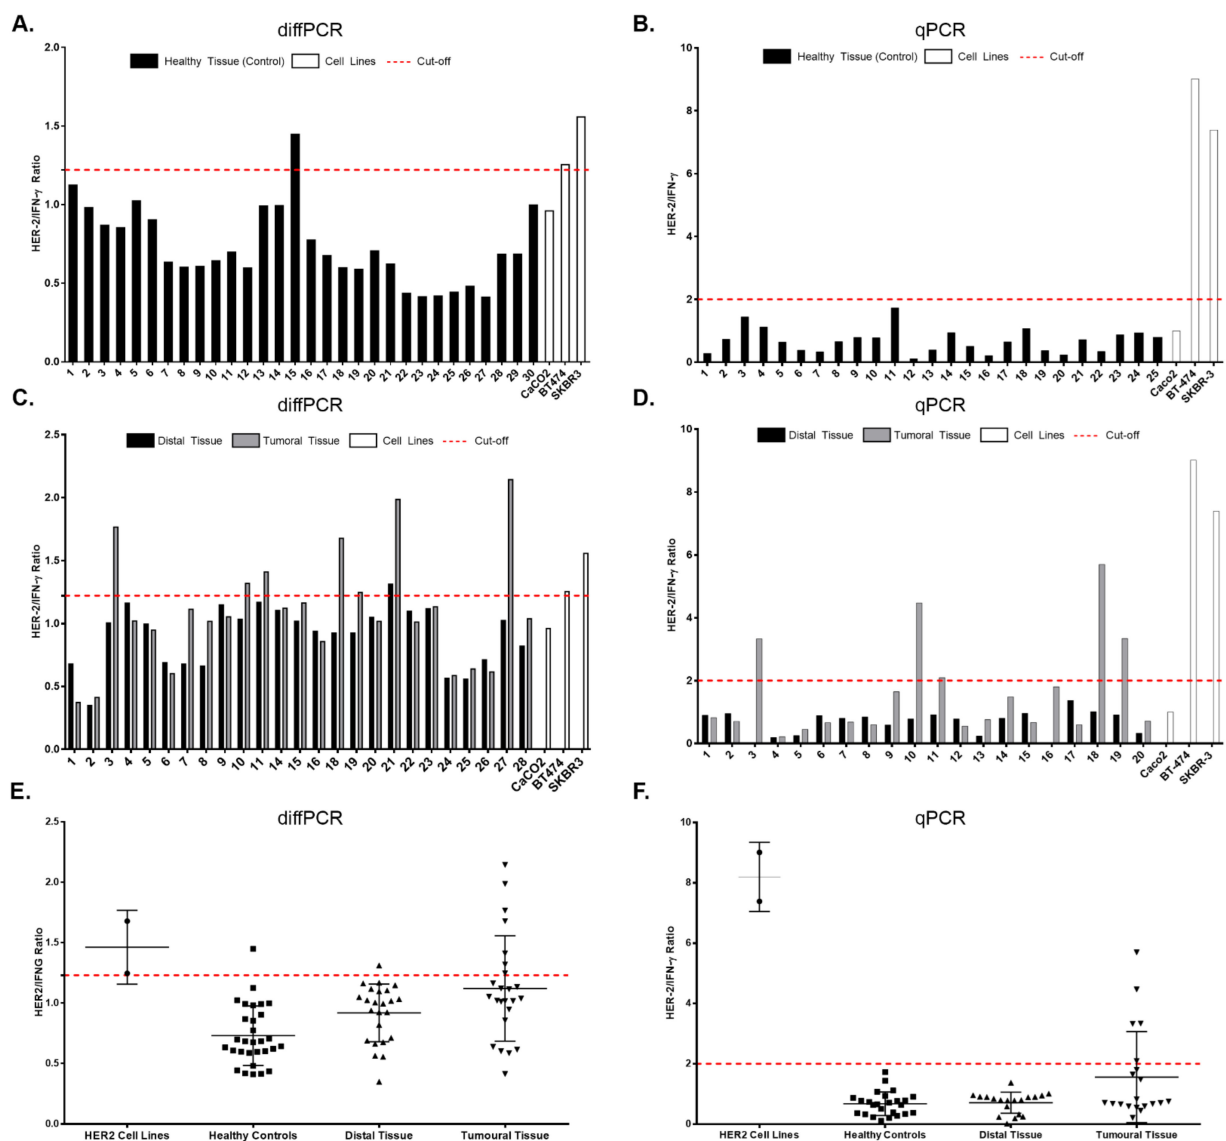 A.
diffPCR
Healthy Tissue (Control) Cell Lines Cut-off
HER-2/IFN-γ Ratio
2.0
1.5
1.0
0.5
0.0
1 2 3 4 5 6 7 8 9 10 11 12 13 14 15 16 17 18 19 20 21 22 23 24 25 26 27 28 29 30 CaCO2 BT474 SKBR3
B.
qPCR
Healthy Tissue (Control) Cell Lines Cut-off
HER-2/IFN-γ
10
8
6
4
2
0
1 2 3 4 5 6 7 8 9 10 11 12 13 14 15 16 17 18 19 20 21 22 23 24 25 Caco2 BT-474 SKBR-3
C.
diffPCR
Distal Tissue Tumoral Tissue Cell Lines Cut-off
HER-2/IFN-γ Ratio
2.5
2.0
1.5
1.0
0.5
0.0
1 2 3 4 5 6 7 8 9 10 11 14 15 16 18 19 20 21 22 23 24 25 26 27 28 CaCO2 BT474 SKBR3
D.
qPCR
Distal Tissue Tumoral Tissue Cell Lines Cut-off
HER-2/IFN-γ Ratio
10
8
6
4
2
0
1 2 3 4 5 6 7 8 9 10 11 12 13 14 15 16 17 18 19 20 Caco2 BT-474 SKBR-3
E.
diffPCR
HER2/IFNG Ratio
2.5
2.0
1.5
1.0
0.5
0.0
HER2 Cell Lines Healthy Controls Distal Tissue Tumoural Tissue
F.
qPCR
HER-2/IFN-γ Ratio
10
8
6
4
2
0
HER2 Cell Lines Healthy Controls Distal Tissue Tumoural Tissue